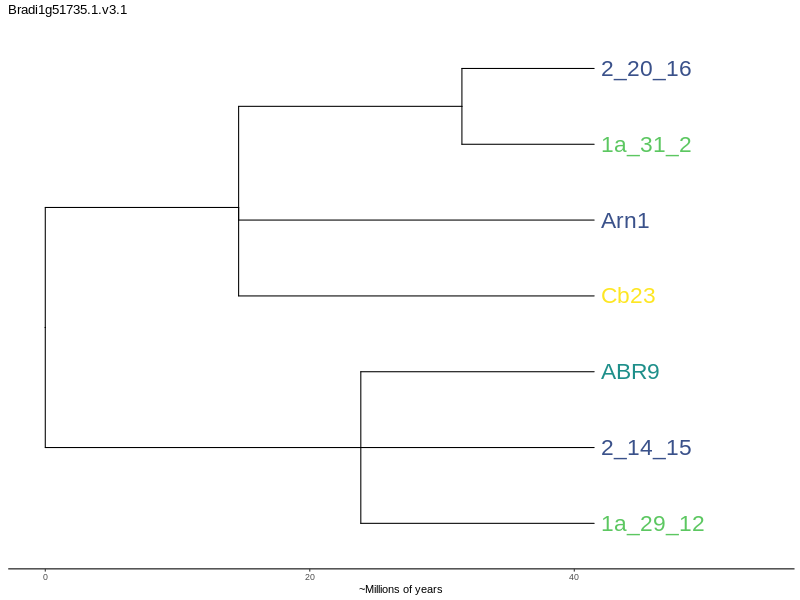 Bradi1g51735.1.v3.1
2_20_16
1a_31_2
Arn1
Cb23
ABR9
2_14_15
1a_29_12
0 20 40
~Millions of years